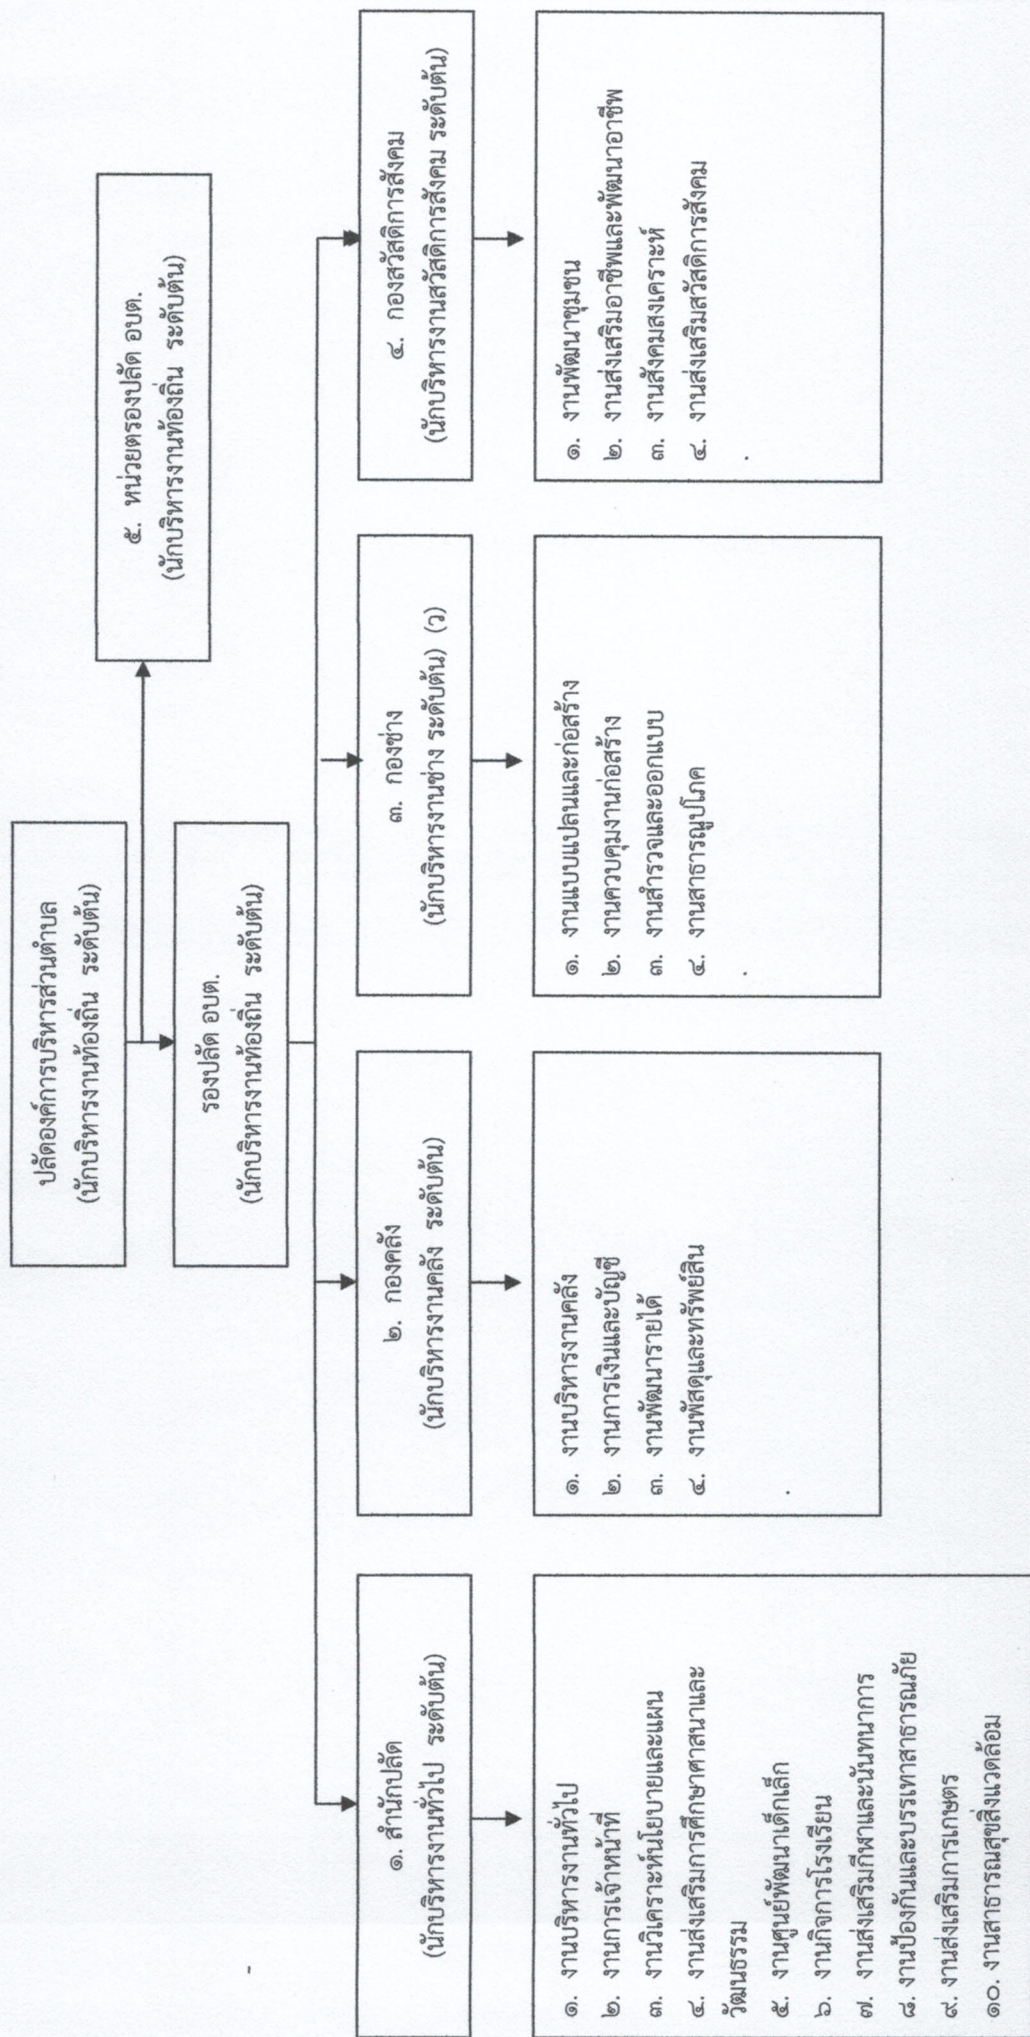 ปลัดองค์การบริหารส่วนตำบล
(นักบริหารงานท้องถิ่น ระดับต้น)
๕. หน่วยตรองปลัด อบต.
(นักบริหารงานท้องถิ่น ระดับต้น)
รองปลัด อบต.
(นักบริหารงานท้องถิ่น ระดับต้น)
๑. สำนักปลัด
(นักบริหารงานทั่วไป ระดับต้น)
๒. กองคลัง
(นักบริหารงานคลัง ระดับต้น)
๓. กองช่าง
(นักบริหารงานช่าง ระดับต้น) (ว)
๔. กองสวัสดิการสังคม
(นักบริหารงานสวัสดิการสังคม ระดับต้น)
๑. งานบริหารงานทั่วไป
๒. งานการเจ้าหน้าที่
๓. งานวิเคราะห์นโยบายและแผน
๔. งานส่งเสริมการศึกษาศาสนาและ
วัฒนธรรม
๕. งานศูนย์พัฒนาเด็กเล็ก
๖. งานกิจการโรงเรียน
๗. งานส่งเสริมกีฬาและนันทนาการ
๘. งานป้องกันและบรรเทาสาธารณภัย
๙. งานส่งเสริมการเกษตร
๑๐. งานสาธารณสุขสิ่งแวดล้อม
๑. งานบริหารงานคลัง
๒. งานการเงินและบัญชี
๓. งานพัฒนารายได้
๔. งานพัสดุและทรัพย์สิน
๑. งานแบบแปลนและก่อสร้าง
๒. งานควบคุมงานก่อสร้าง
๓. งานสำรวจและออกแบบ
๔. งานสาธารณูปโภค
๑. งานพัฒนาชุมชน
๒. งานส่งเสริมอาชีพและพัฒนาอาชีพ
๓. งานสังคมสงเคราะห์
๔. งานส่งเสริมสวัสดิการสังคม